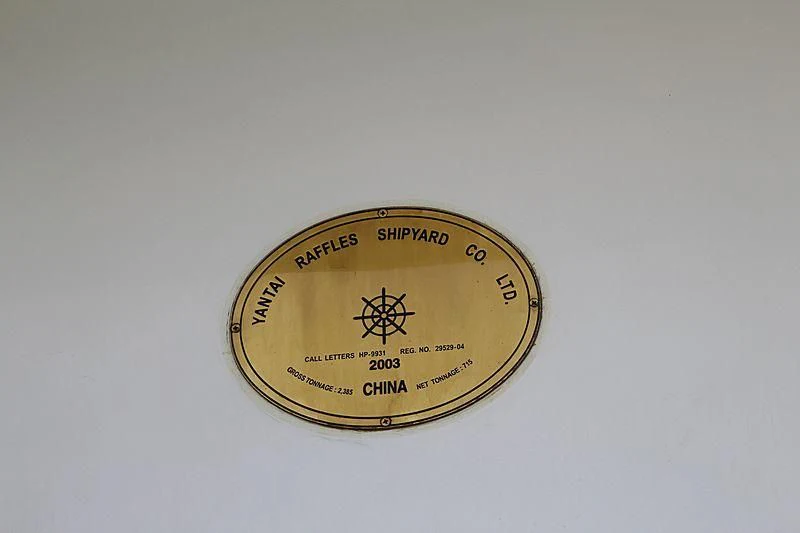 YANTAI RAFFLES SHIPYARD CO. LTD.
CALL LETTERS HP-9931 REG. NO. 29529-04
2003
GROSS TONNAGE : 2,385 CHINA NET TONNAGE : 715